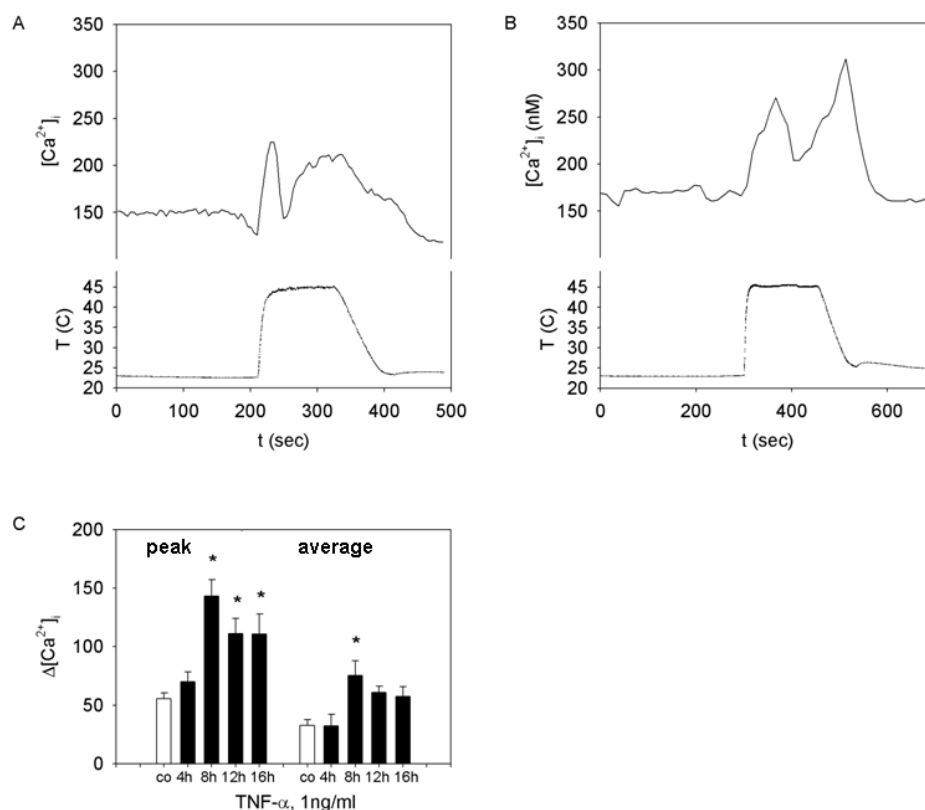 A
350
300
250
200
150
[Ca²⁺]ᵢ
45
40
35
30
25
20
T (C)
0 100 200 300 400 500
t (sec)
B
350
300
250
200
150
[Ca²⁺]ᵢ (nM)
45
40
35
30
25
20
T (C)
0 200 400 600
t (sec)
C
200
150
100
50
0
Δ[Ca²⁺]ᵢ
peak average
* * * *
co 4h 8h 12h 16h co 4h 8h 12h 16h
TNF-α, 1ng/ml